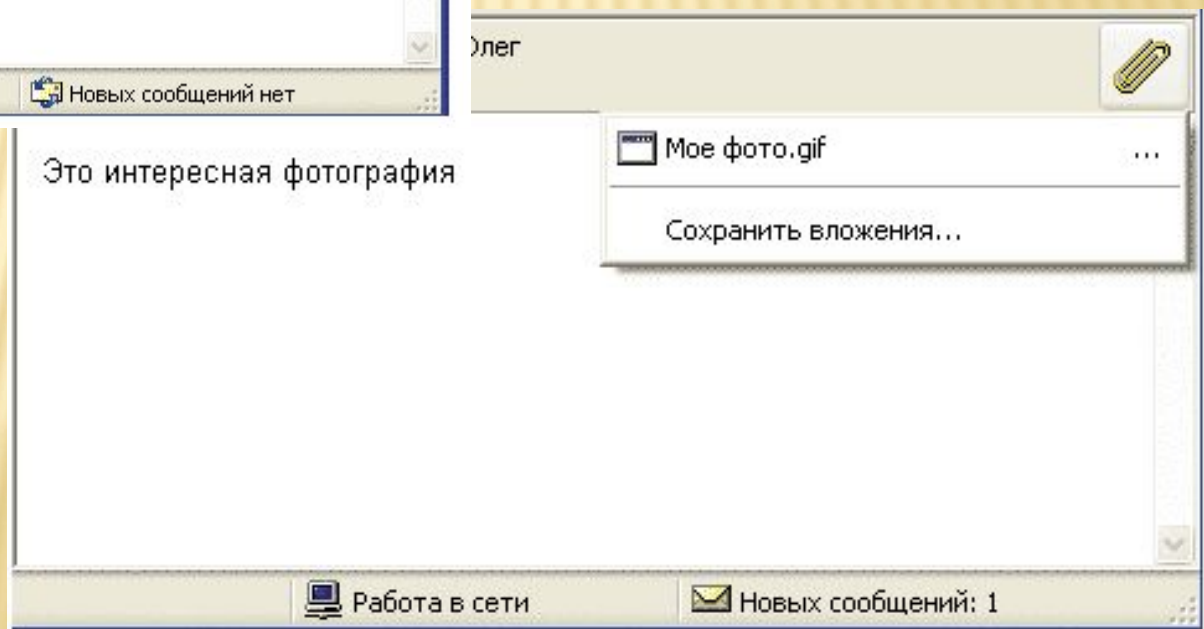 Новых сообщений нет
Олег
Мое фото.gif ...
Это интересная фотография
Сохранить вложения...
Работа в сети
Новых сообщений: 1